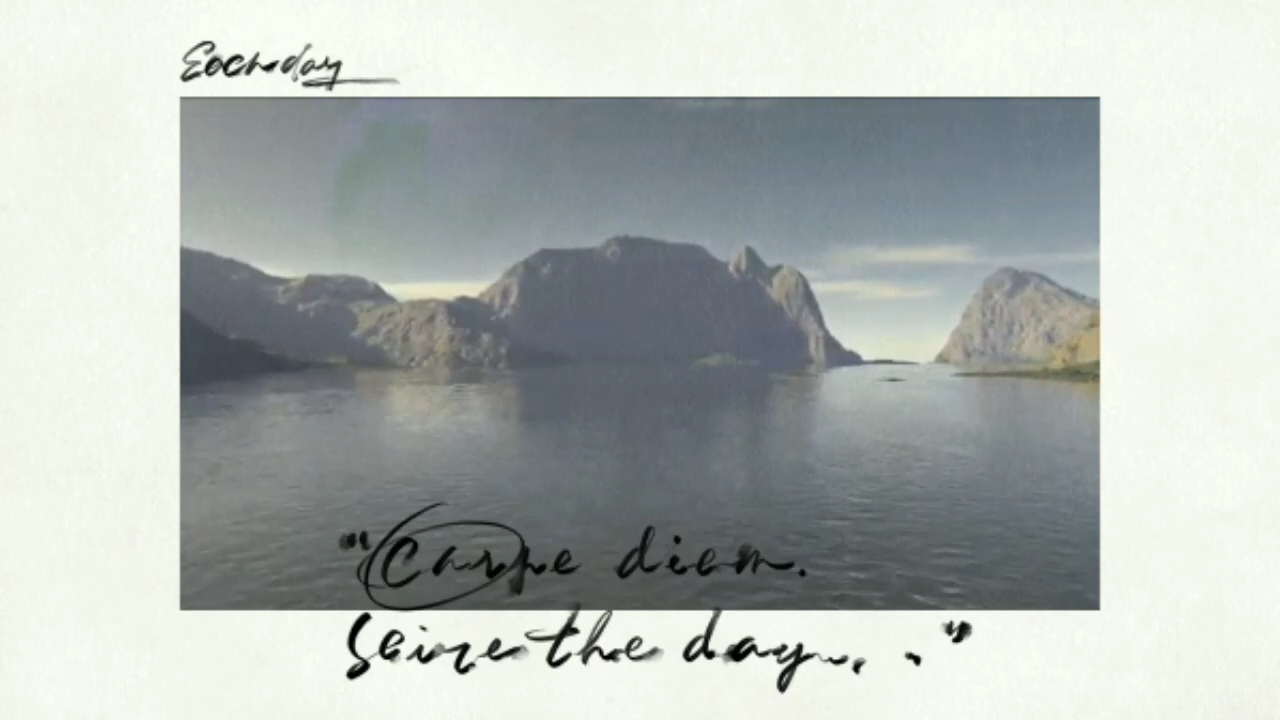 Eachday
"Carpe diem.
Seize the day. ."